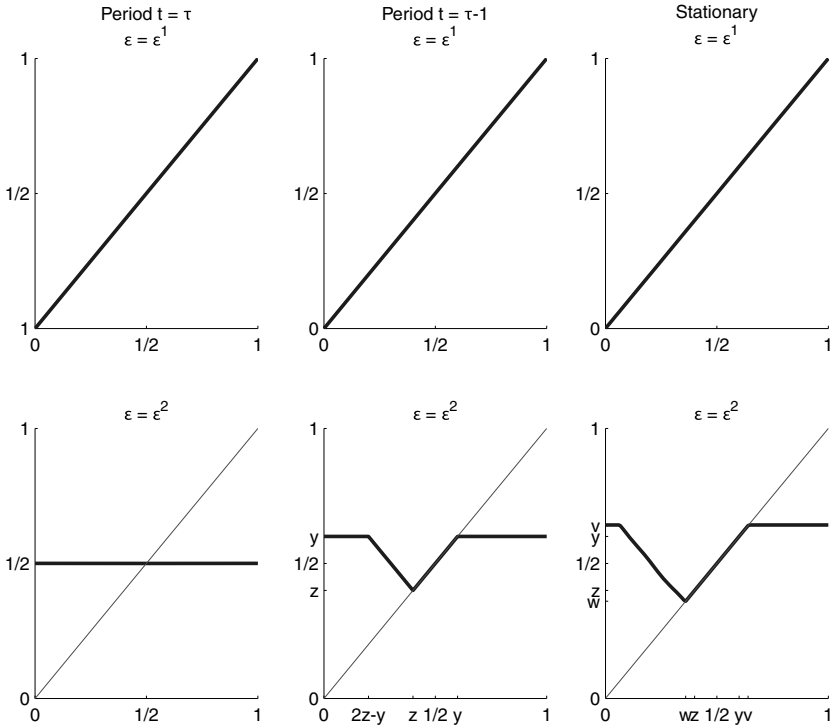 Period t = τ
ε = ε¹
1
1/2
1
0 1/2 1
Period t = τ-1
ε = ε¹
1
1/2
0
0 1/2 1
Stationary
ε = ε¹
1
1/2
0
0 1/2 1
ε = ε²
1
1/2
0
0 1/2 1
ε = ε²
1
y
1/2
z
0
0 2z-y z 1/2 y 1
ε = ε²
1
v
y
1/2
z
w
0
0 wz 1/2 yv 1